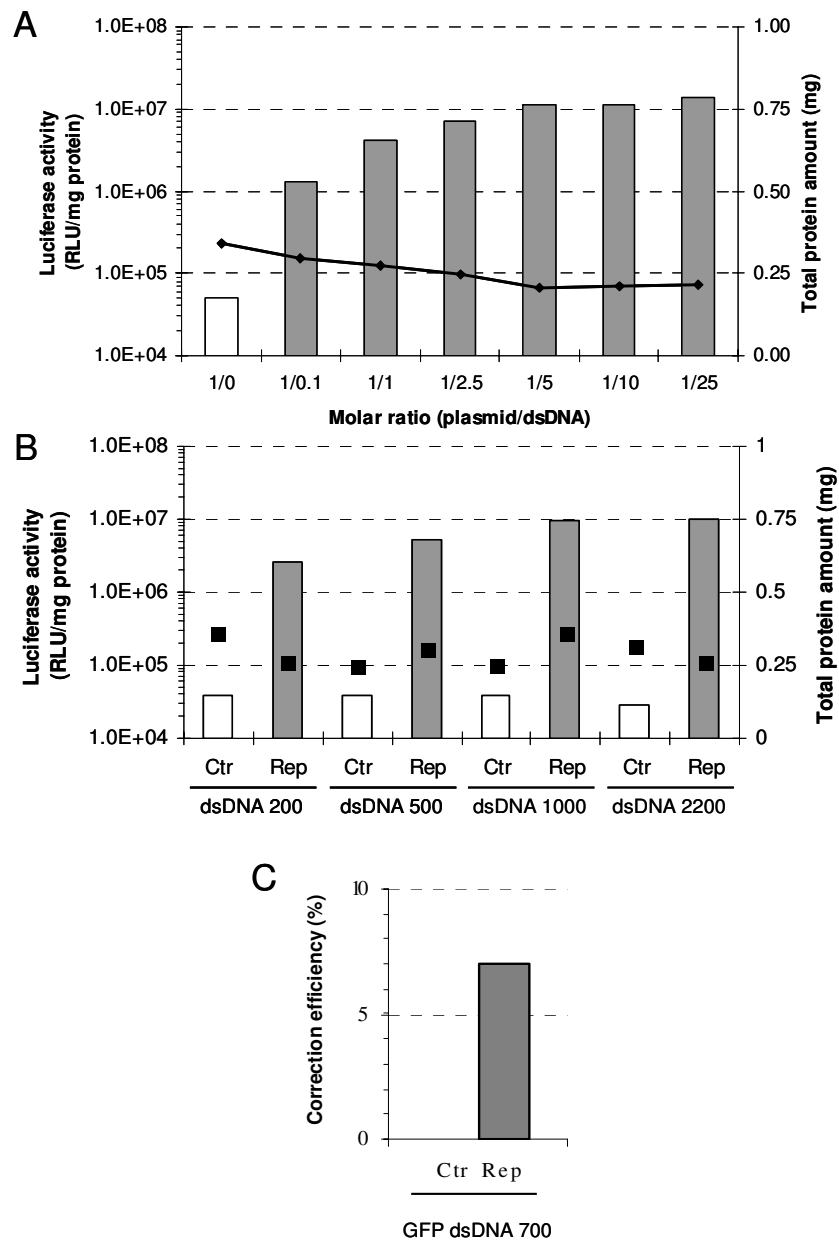 A
Luciferase activity
(RLU/mg protein)
1.0E+08
1.0E+07
1.0E+06
1.0E+05
1.0E+04
1.00
0.75
0.50
0.25
0.00
Total protein amount (mg)
1/0 1/0.1 1/1 1/2.5 1/5 1/10 1/25
Molar ratio (plasmid/dsDNA)
B
Luciferase activity
(RLU/mg protein)
1.0E+08
1.0E+07
1.0E+06
1.0E+05
1.0E+04
1
0.75
0.5
0.25
0
Total protein amount (mg)
Ctr Rep Ctr Rep Ctr Rep Ctr Rep
dsDNA 200 dsDNA 500 dsDNA 1000 dsDNA 2200
C
Correction efficiency (%)
10
5
0
Ctr Rep
GFP dsDNA 700